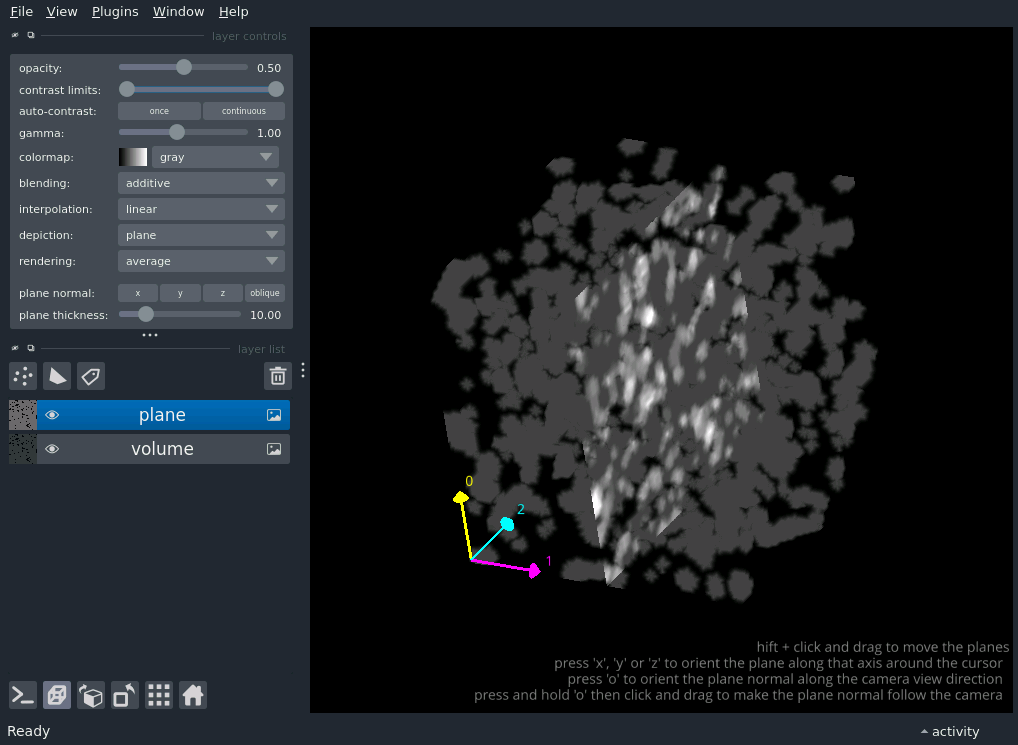 File View Plugins Window Help
layer controls
opacity: 0.50
contrast limits:
auto-contrast: once continuous
gamma: 1.00
colormap: gray
blending: additive
interpolation: linear
depiction: plane
rendering: average
plane normal: x y z oblique
plane thickness: 10.00
layer list
plane
volume
0
2
1
hift + click and drag to move the planes
press 'x', 'y' or 'z' to orient the plane along that axis around the cursor
press 'o' to orient the plane normal along the camera view direction
press and hold 'o' then click and drag to make the plane normal follow the camera
Ready
activity